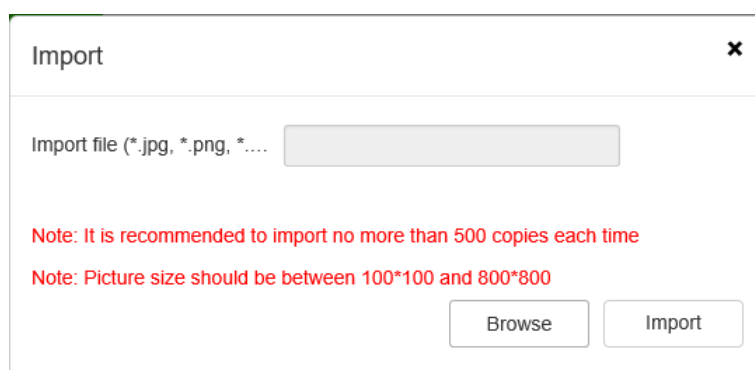 Import
Import file (*.jpg, *.png, *....
Note: It is recommended to import no more than 500 copies each time
Note: Picture size should be between 100*100 and 800*800
Browse Import